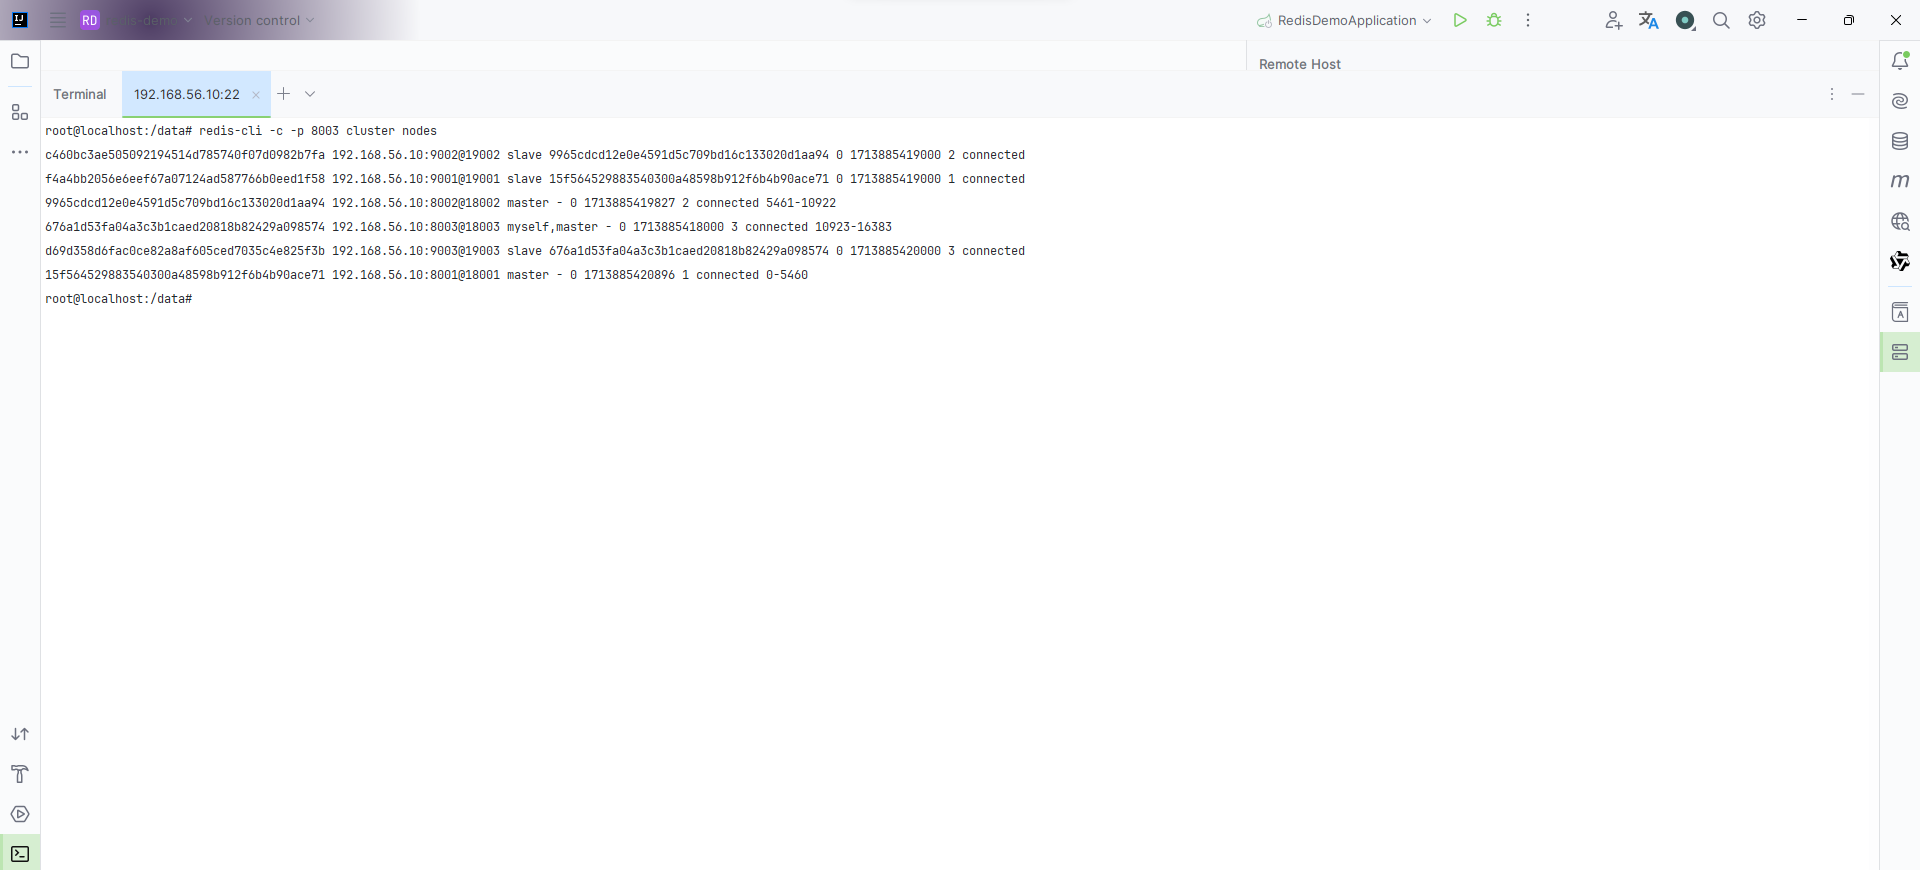 RD redis-demo Version control RedisDemoApplication
Remote Host
Terminal 192.168.56.10:22
root@localhost:/data# redis-cli -c -p 8003 cluster nodes
c460bc3ae505092194514d785740f07d0982b7fa 192.168.56.10:9002@19002 slave 9965cdcd12e0e4591d5c709bd16c133020d1aa94 0 1713885419000 2 connected
f4a4bb2056e6eef67a07124ad587766b0eed1f58 192.168.56.10:9001@19001 slave 15f564529883540300a48598b912f6b4b90ace71 0 1713885419000 1 connected
9965cdcd12e0e4591d5c709bd16c133020d1aa94 192.168.56.10:8002@18002 master - 0 1713885419827 2 connected 5461-10922
676a1d53fa04a3c3b1caed20818b82429a098574 192.168.56.10:8003@18003 myself,master - 0 1713885418000 3 connected 10923-16383
d69d358d6fac0ce82a8af605ced7035c4e825f3b 192.168.56.10:9003@19003 slave 676a1d53fa04a3c3b1caed20818b82429a098574 0 1713885420000 3 connected
15f564529883540300a48598b912f6b4b90ace71 192.168.56.10:8001@18001 master - 0 1713885420896 1 connected 0-5460
root@localhost:/data#